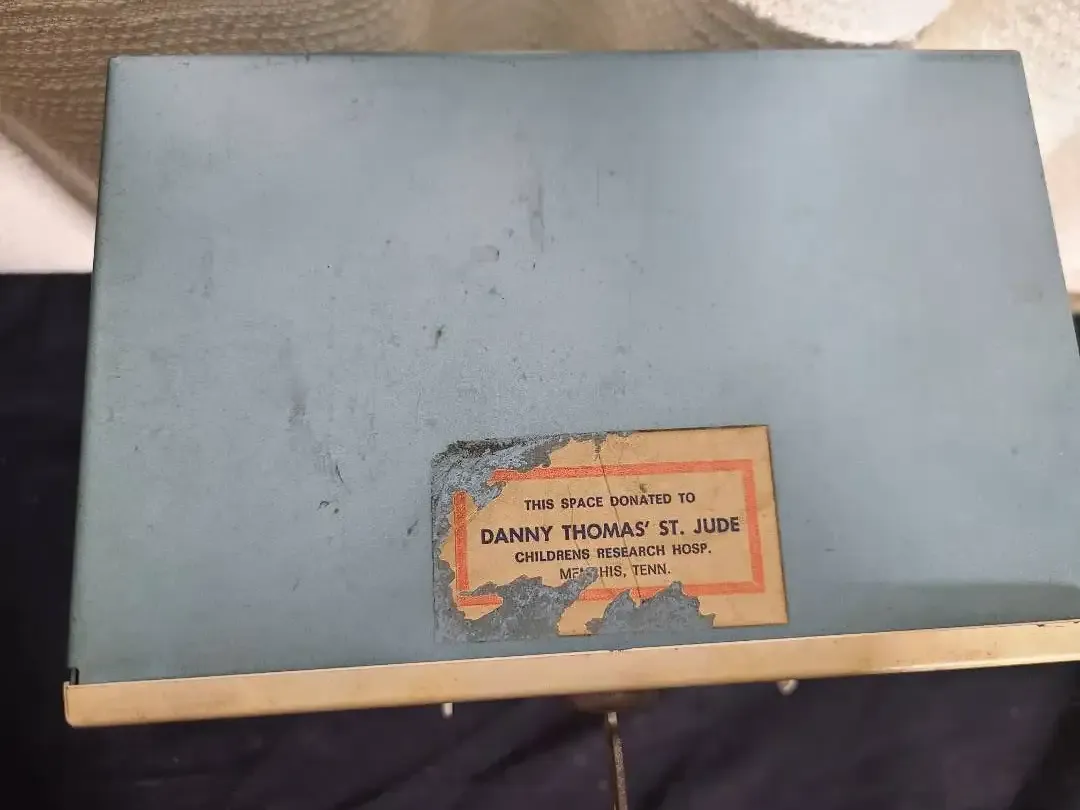 THIS SPACE DONATED TO
DANNY THOMAS' ST. JUDE
CHILDRENS RESEARCH HOSP.
MEMPHIS, TENN.